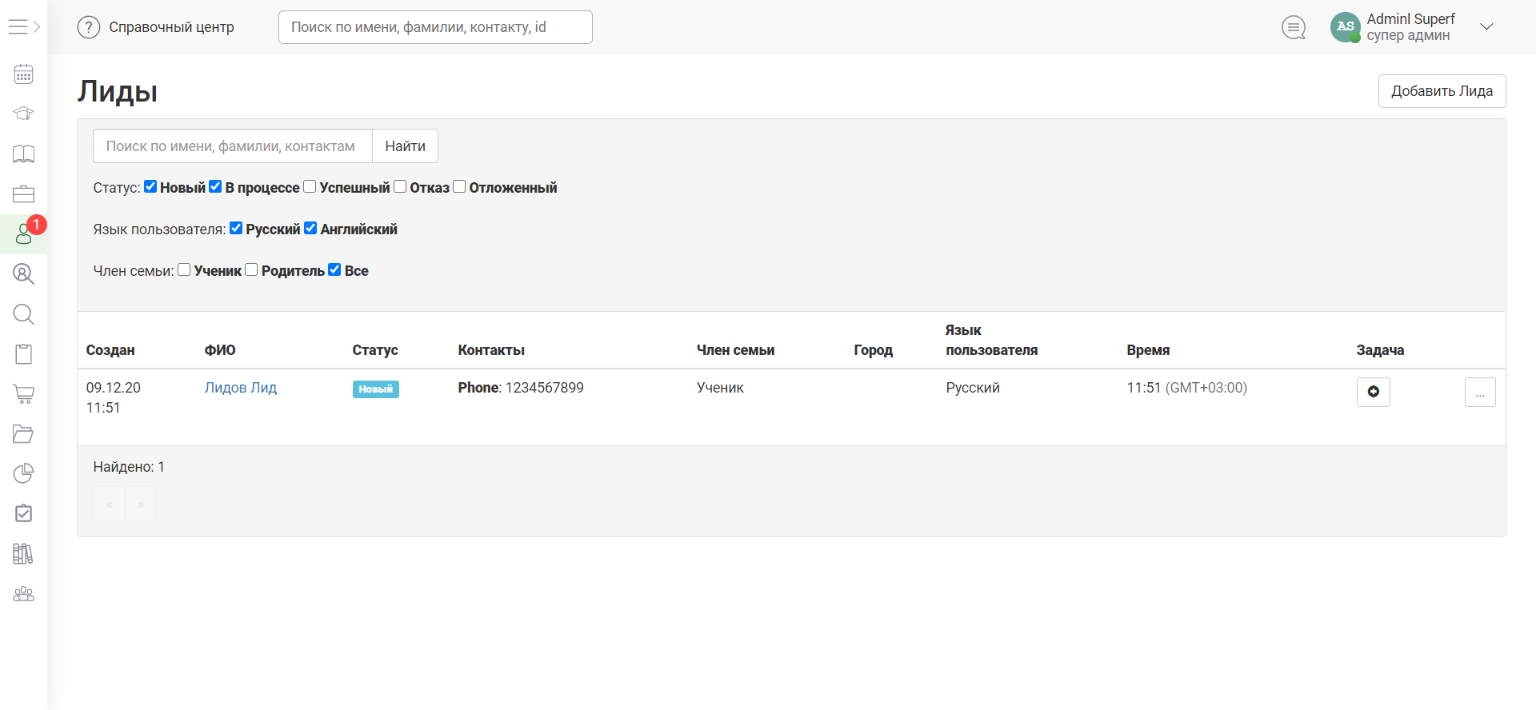 ? Справочный центр Поиск по имени, фамилии, контакту, id AS Adminl Superf
супер админ
1
Лиды Добавить Лида
Поиск по имени, фамилии, контактам Найти
Статус: Новый В процессе Успешный Отказ Отложенный
Язык пользователя: Русский Английский
Член семьи: Ученик Родитель Все
Создан ФИО Статус Контакты Член семьи Город Язык пользователя Время Задача
09.12.20 Лидов Лид Новый Phone: 1234567899 Ученик Русский 11:51 (GMT+03:00) ...
11:51
Найдено: 1
« »